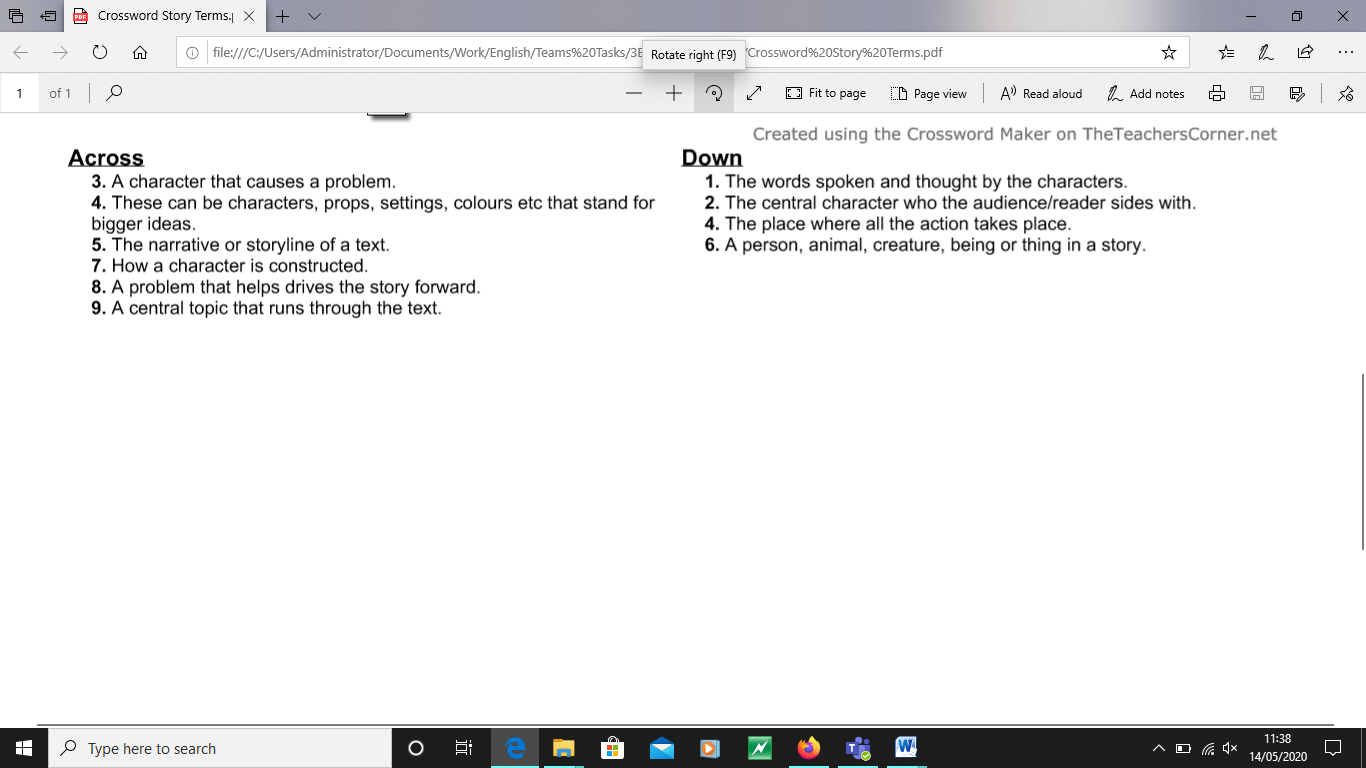 Crossword Story Terms.p
file:///C:/Users/Administrator/Documents/Work/English/Teams%20Tasks/3E
Rotate right (F9)
/Crossword%20Story%20Terms.pdf
1 of 1
Fit to page
Page view
Read aloud
Add notes
Created using the Crossword Maker on TheTeachersCorner.net
Across
3. A character that causes a problem.
4. These can be characters, props, settings, colours etc that stand for
bigger ideas.
5. The narrative or storyline of a text.
7. How a character is constructed.
8. A problem that helps drives the story forward.
9. A central topic that runs through the text.
Down
1. The words spoken and thought by the characters.
2. The central character who the audience/reader sides with.
4. The place where all the action takes place.
6. A person, animal, creature, being or thing in a story.
Type here to search
11:38
14/05/2020